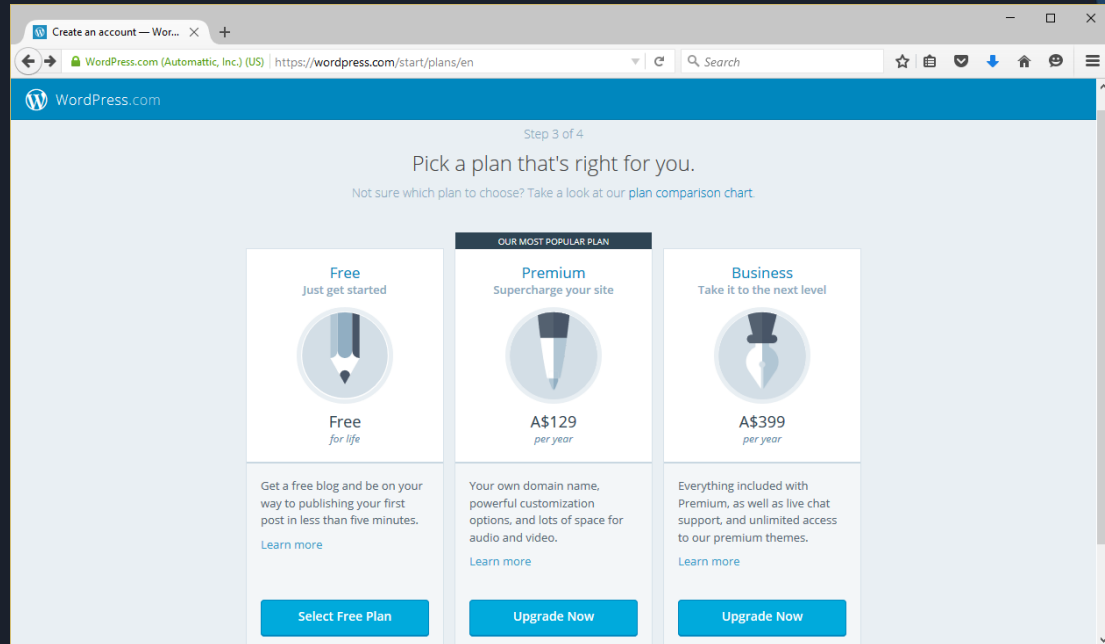 Create an account — Wor...
WordPress.com (Automattic, Inc.) (US)
https://wordpress.com/start/plans/en
Search
WordPress.com
Step 3 of 4
Pick a plan that's right for you.
Not sure which plan to choose? Take a look at our plan comparison chart.
OUR MOST POPULAR PLAN
Free
Just get started
Free
for life
Get a free blog and be on your
way to publishing your first
post in less than five minutes.
Learn more
Select Free Plan
Premium
Supercharge your site
A$129
per year
Your own domain name,
powerful customization
options, and lots of space for
audio and video.
Learn more
Upgrade Now
Business
Take it to the next level
A$399
per year
Everything included with
Premium, as well as live chat
support, and unlimited access
to our premium themes.
Learn more
Upgrade Now